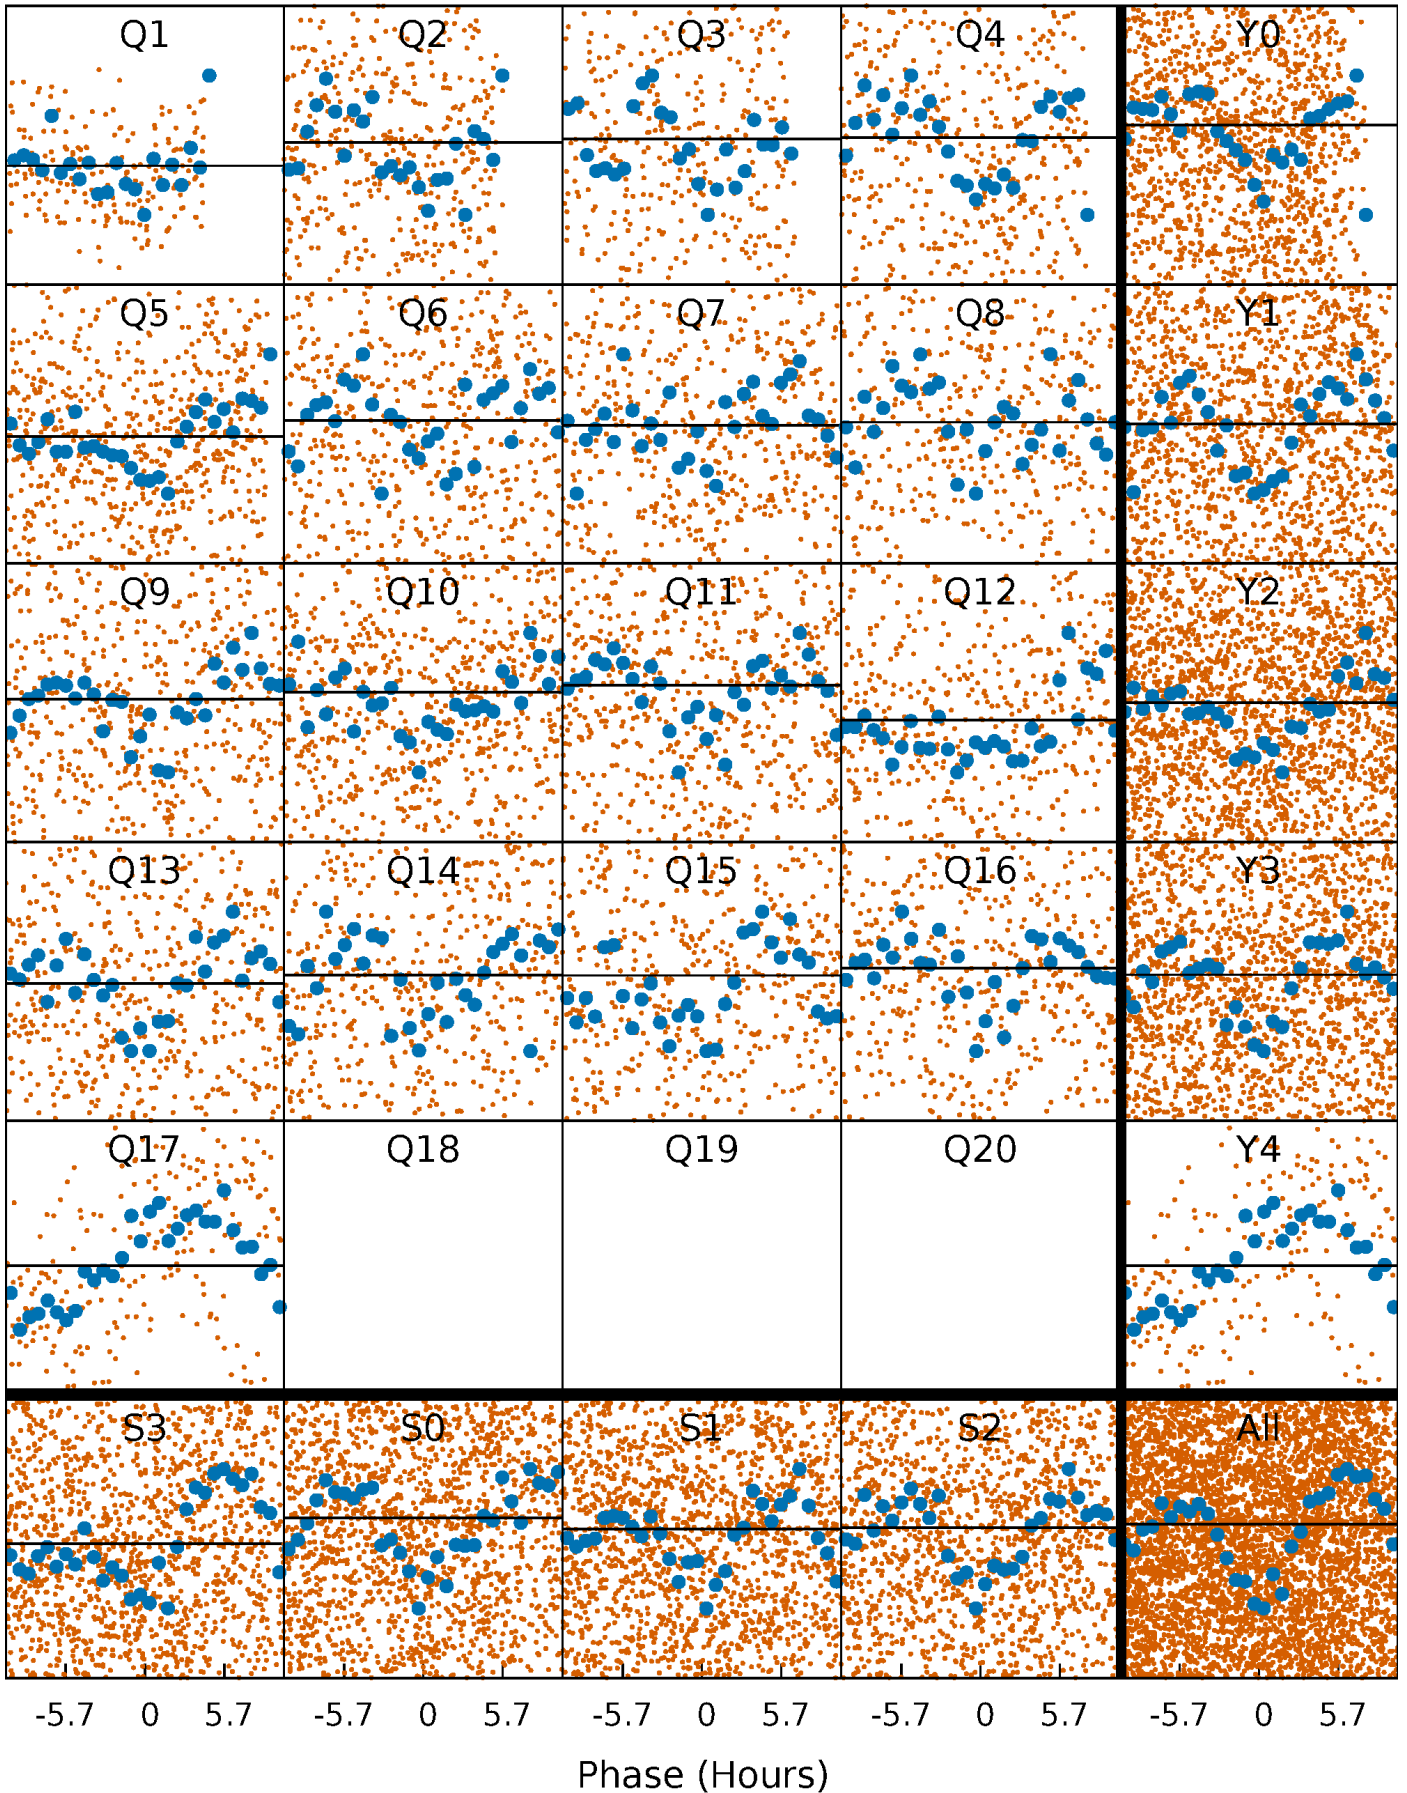 Q1 Q2 Q3 Q4 Y0
Q5 Q6 Q7 Q8 Y1
Q9 Q10 Q11 Q12 Y2
Q13 Q14 Q15 Q16 Y3
Q17 Q18 Q19 Q20 Y4
S3 S0 S1 S2 All
-5.7 0 5.7 -5.7 0 5.7 -5.7 0 5.7 -5.7 0 5.7 -5.7 0 5.7
Phase (Hours)